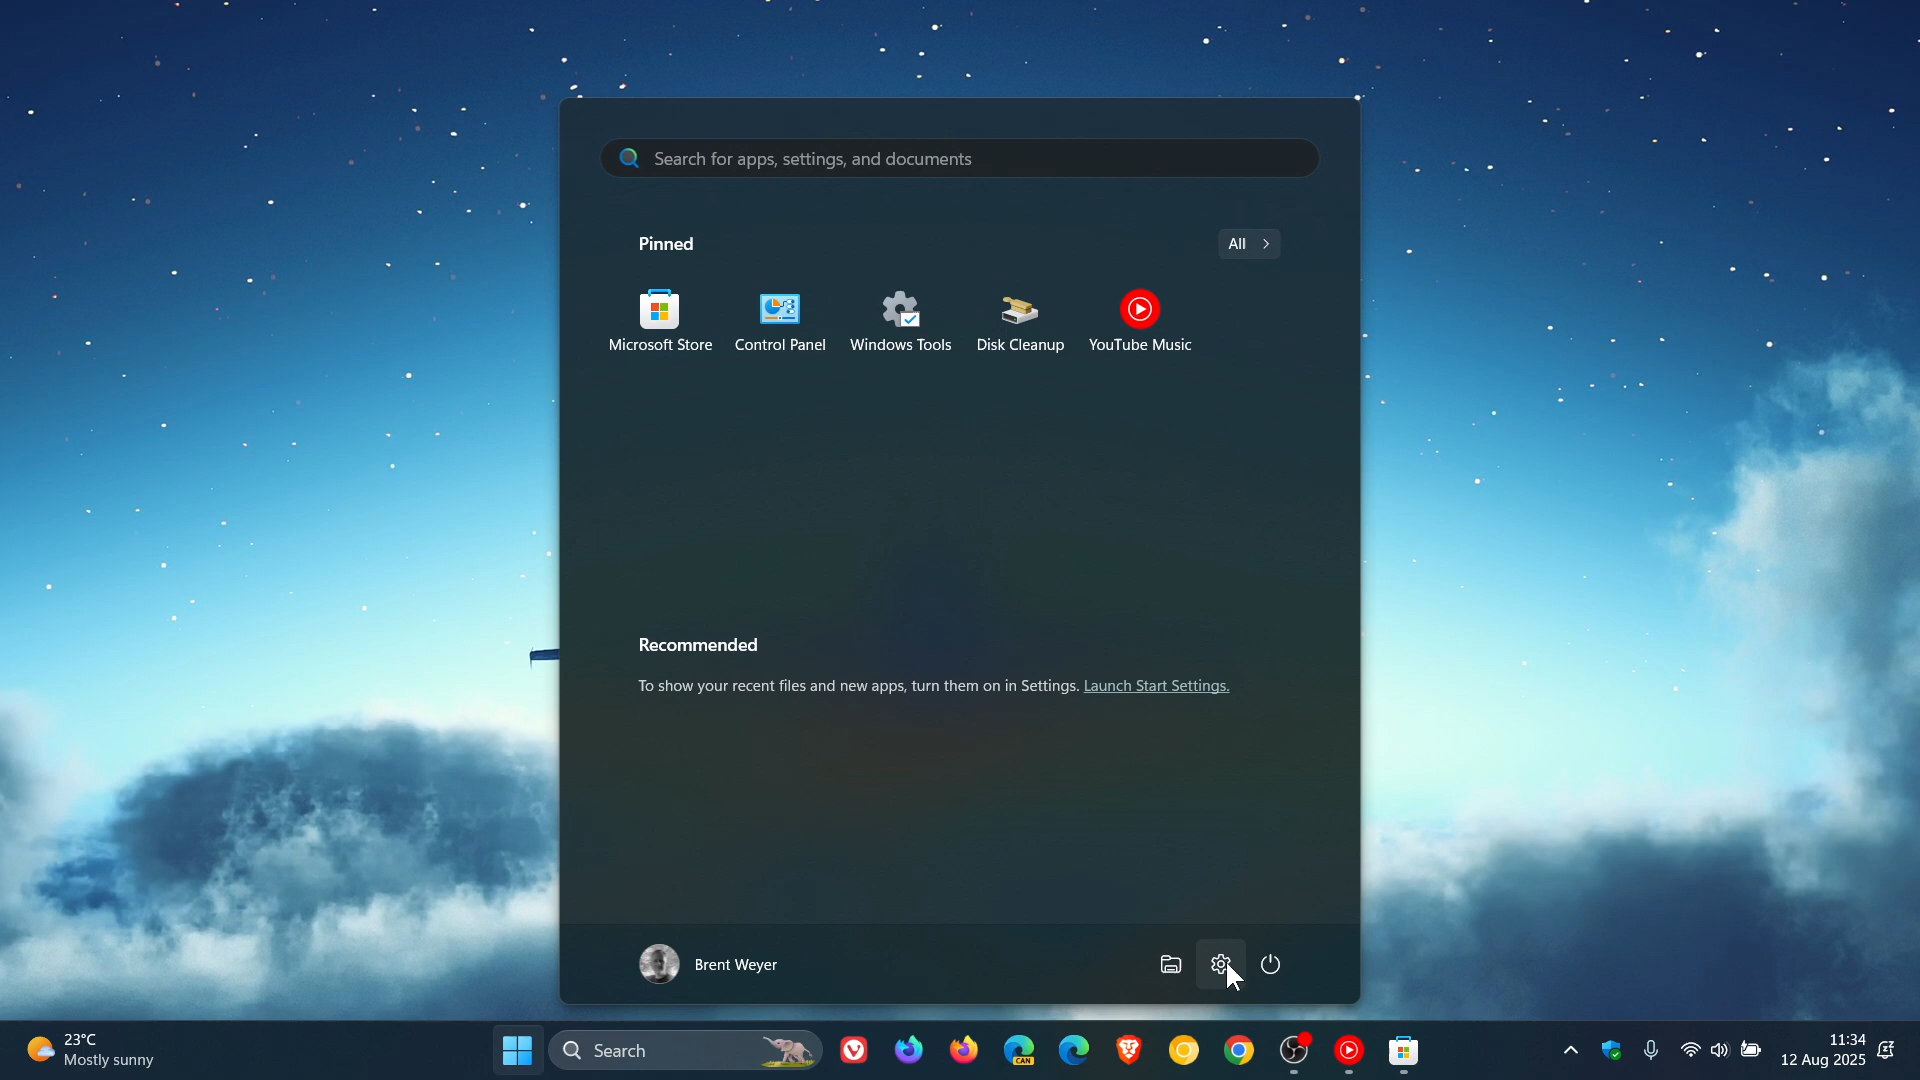 Search for apps, settings, and documents
Pinned
All
Microsoft Store
Control Panel
Windows Tools
Disk Cleanup
YouTube Music
Recommended
To show your recent files and new apps, turn them on in Settings. Launch Start Settings.
Brent Weyer
23°C
Mostly sunny
Search
CAN
11:34
12 Aug 2025